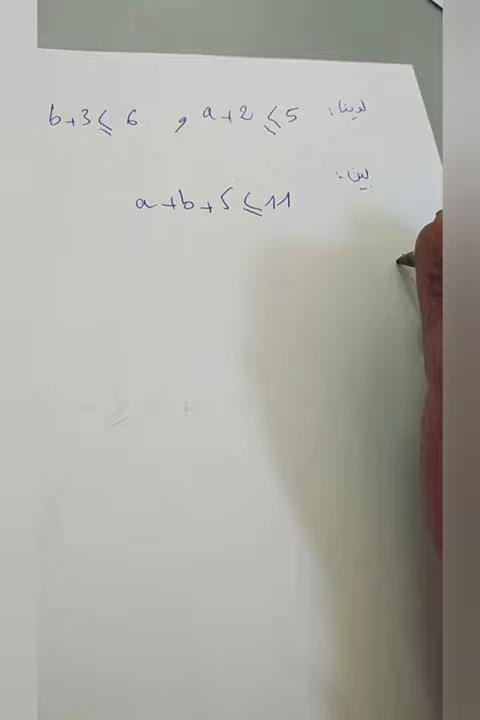 لدينا: a+2 ≤ 5 و b+3 ≤ 6
بين:
a+b+5 ≤ 11